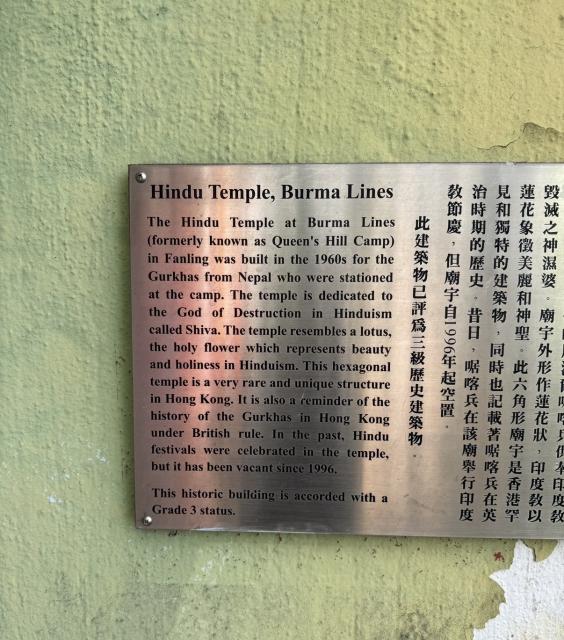 Hindu Temple, Burma Lines
The Hindu Temple at Burma Lines
(formerly known as Queen's Hill Camp)
in Fanling was built in the 1960s for the
Gurkhas from Nepal who were stationed
at the camp. The temple is dedicated to
the God of Destruction in Hinduism
called Shiva. The temple resembles a lotus,
the holy flower which represents beauty
and holiness in Hinduism. This hexagonal
temple is a very rare and unique structure
in Hong Kong. It is also a reminder of the
history of the Gurkhas in Hong Kong
under British rule. In the past, Hindu
festivals were celebrated in the temple,
but it has been vacant since 1996.
This historic building is accorded with a
Grade 3 status.
毀滅之神濕婆。廟宇外形作蓮花狀，印度敎以
蓮花象徵美麗和神聖。此六角形廟宇是香港罕
見和獨特的建築物，同時也記載著啹喀兵在英
治時期的歷史。昔日，啹喀兵在該廟舉行印度
敎節慶，但廟宇自1996年起空置。
此建築物已評爲三級歷史建築物。